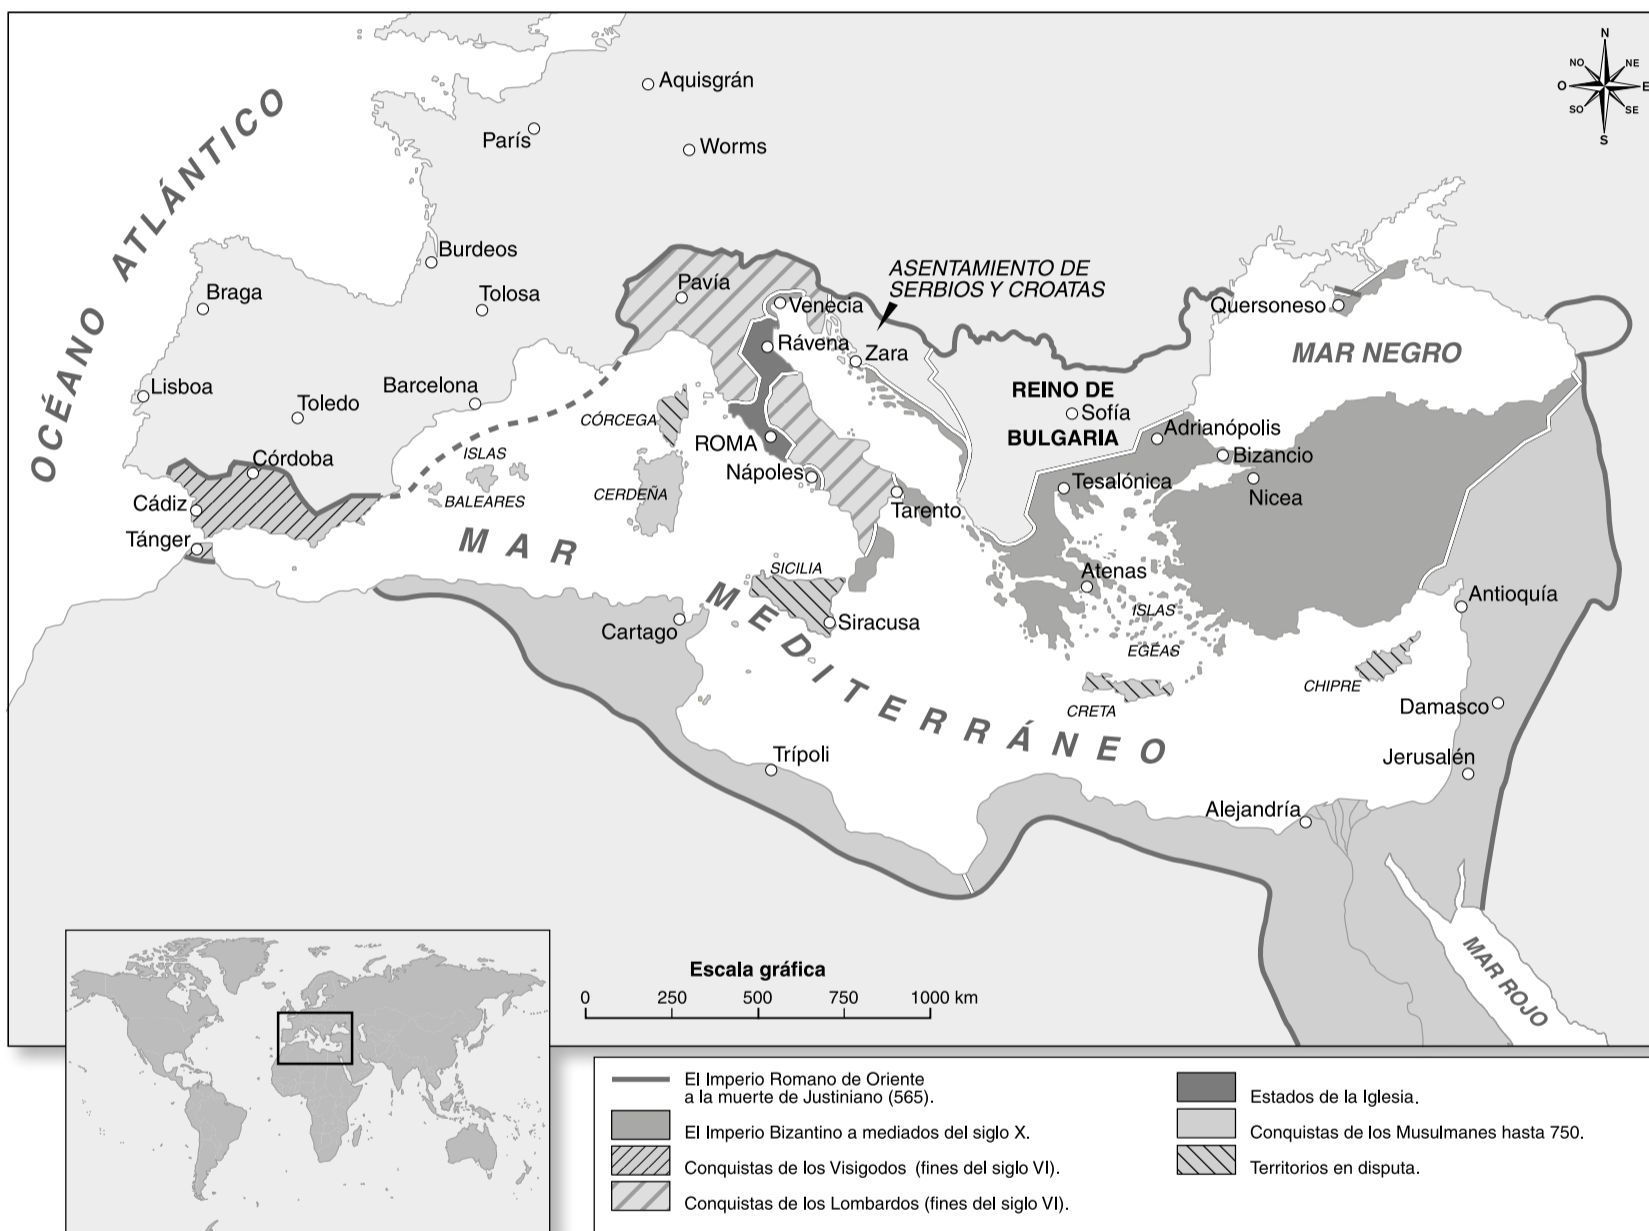 N
NO
NE
O
E
SO
SE
S
OCÉANO ATLÁNTICO
Aquisgrán
París
Worms
Burdeos
Braga
Tolosa
Pavía
ASENTAMIENTO DE
SERBIOS Y CROATAS
Venecia
Quersoneso
Rávena
Zara
MAR NEGRO
Lisboa
Barcelona
Toledo
REINO DE
Sofía
BULGARIA
CÓRCEGA
ROMA
Adrianópolis
Córdoba
ISLAS
BALEARES
Nápoles
Bizancio
CERDEÑA
Tesalónica
Nicea
Cádiz
Tarento
Tánger
MAR
MEDITERRÁNEO
SICILIA
Atenas
Antioquía
ISLAS
EGEAS
Cartago
Siracusa
CHIPRE
CRETA
Damasco
Trípoli
Jerusalén
Alejandría
MAR ROJO
Escala gráfica
0 250 500 750 1000 km
El Imperio Romano de Oriente
a la muerte de Justiniano (565).
El Imperio Bizantino a mediados del siglo X.
Conquistas de los Visigodos (fines del siglo VI).
Conquistas de los Lombardos (fines del siglo VI).
Estados de la Iglesia.
Conquistas de los Musulmanes hasta 750.
Territorios en disputa.